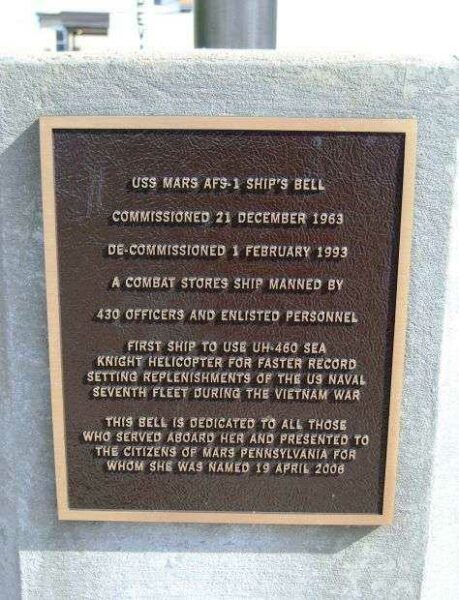 USS MARS AFS-1 SHIP'S BELL
COMMISSIONED 21 DECEMBER 1963
DE-COMMISSIONED 1 FEBRUARY 1993
A COMBAT STORES SHIP MANNED BY
430 OFFICERS AND ENLISTED PERSONNEL
FIRST SHIP TO USE UH-46D SEA
KNIGHT HELICOPTER FOR FASTER RECORD
SETTING REPLENISHMENTS OF THE US NAVAL
SEVENTH FLEET DURING THE VIETNAM WAR
THIS BELL IS DEDICATED TO ALL THOSE
WHO SERVED ABOARD HER AND PRESENTED TO
THE CITIZENS OF MARS PENNSYLVANIA FOR
WHOM SHE WAS NAMED 19 APRIL 2006